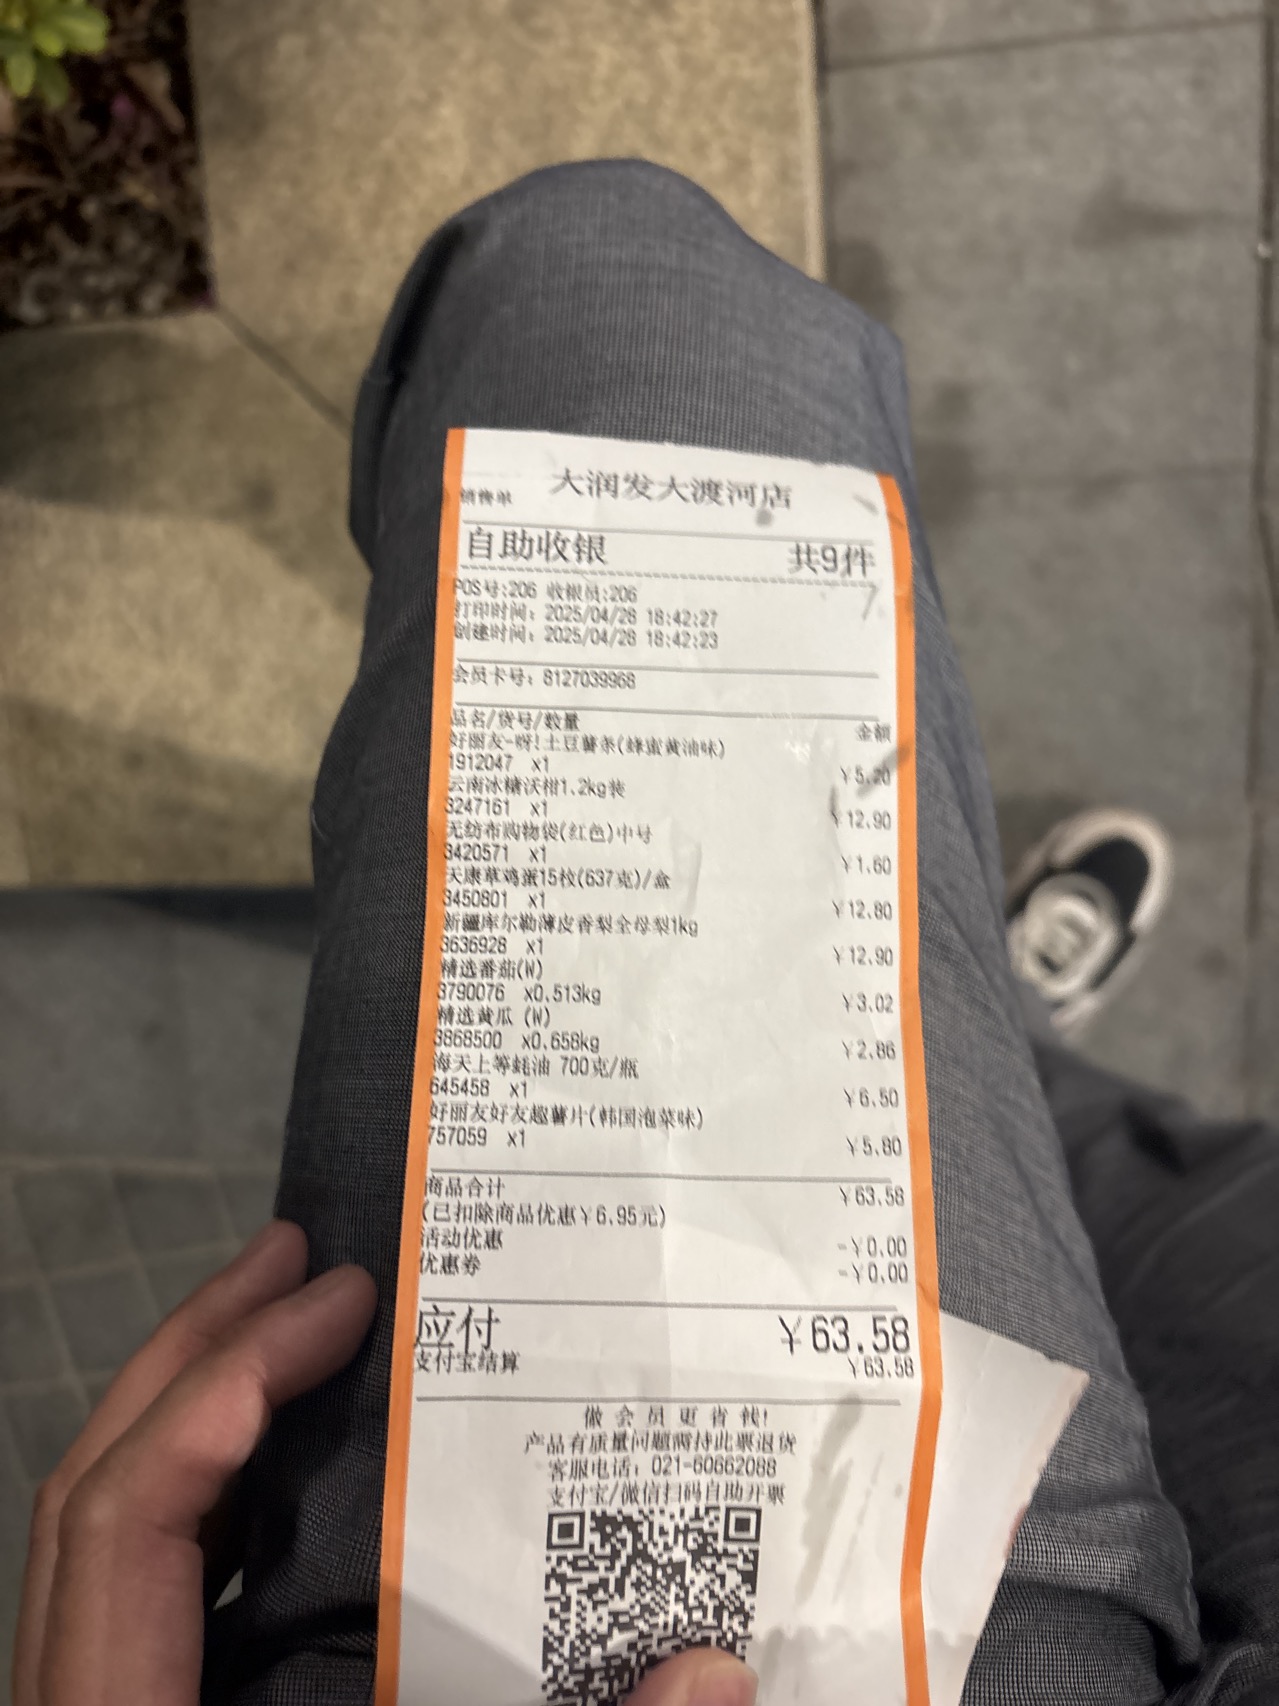 大润发大渡河店
销售单
自助收银 共9件
POS号:206 收银员:206
打印时间: 2025/04/28 18:42:27
创建时间: 2025/04/28 18:42:23
会员卡号: 8127039968
品名/货号/数量 金额
好丽友-呀!土豆薯条(蜂蜜黄油味)
1912047 x1 ￥5.20
云南冰糖沃柑1.2kg装
3247161 x1 ￥12.90
无纺布购物袋(红色)中号
3420571 x1 ￥1.60
天康草鸡蛋15枚(637克)/盒
3450801 x1 ￥12.80
新疆库尔勒薄皮香梨全母梨1kg
3636928 x1 ￥12.90
精选番茄(W)
3790076 x0.513kg ￥3.02
精选黄瓜 (W)
3868500 x0.658kg ￥2.86
海天上等蚝油 700克/瓶
645458 x1 ￥6.50
好丽友好友趣薯片(韩国泡菜味)
757059 x1 ￥5.80
商品合计 ￥63.58
(已扣除商品优惠￥6.95元)
活动优惠 -￥0.00
优惠券 -￥0.00
应付 ￥63.58
支付宝结算 ￥63.58
做会员更省钱!
产品有质量问题需持此票退货
客服电话: 021-60662088
支付宝/微信扫码自助开票